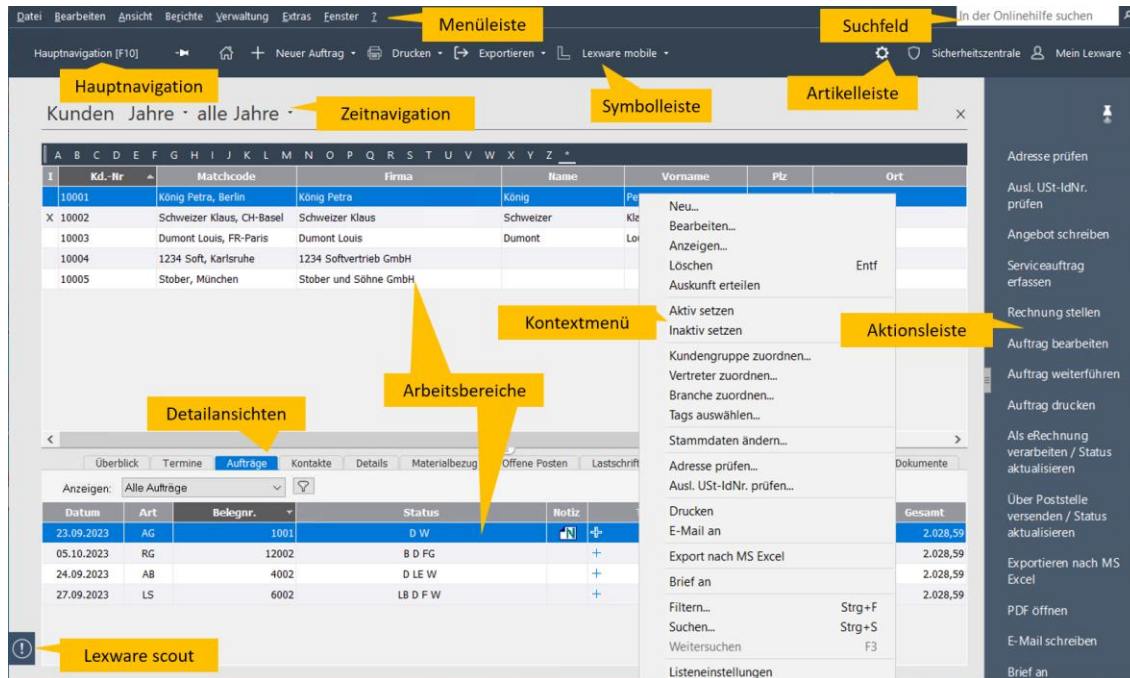 Datei Bearbeiten Ansicht Berichte Verwaltung Extras Fenster ?
Menüleiste
Suchfeld
In der Onlinehilfe suchen
Hauptnavigation [F10]
Neuer Auftrag
Drucken
Exportieren
Lexware mobile
Sicherheitszentrale
Mein Lexware
Hauptnavigation
Zeitnavigation
Symbolleiste
Artikelleiste
Kunden Jahre alle Jahre
A B C D E F G H I J K L M N O P Q R S T U V W X Y Z *
I Kd.-Nr Matchcode Firma Name Vorname Plz Ort
10001 König Petra, Berlin König Petra König
X 10002 Schweizer Klaus, CH-Basel Schweizer Klaus Schweizer
10003 Dumont Louis, FR-Paris Dumont Louis Dumont
10004 1234 Soft, Karlsruhe 1234 Softvertrieb GmbH
10005 Stober, München Stober und Söhne GmbH
Neu...
Bearbeiten...
Anzeigen...
Löschen Entf
Auskunft erteilen
Aktiv setzen
Inaktiv setzen
Kundengruppe zuordnen...
Vertreter zuordnen...
Branche zuordnen...
Tags auswählen...
Stammdaten ändern...
Adresse prüfen...
Ausl. USt-IdNr. prüfen...
Drucken
E-Mail an
Export nach MS Excel
Brief an
Filtern... Strg+F
Suchen... Strg+S
Weitersuchen F3
Listeneinstellungen
Kontextmenü
Aktionsleiste
Arbeitsbereiche
Detailansichten
Überblick Termine Aufträge Kontakte Details Materialbezug Offene Posten Lastschrift Dokumente
Anzeigen: Alle Aufträge
Datum Art Belegnr. Status Notiz Gesamt
23.09.2023 AG 1001 D W N 2.028,59
05.10.2023 RG 12002 B D FG 2.028,59
24.09.2023 AB 4002 D LE W 2.028,59
27.09.2023 LS 6002 LB D F W 2.028,59
Lexware scout
Adresse prüfen
Ausl. USt-IdNr.
prüfen
Angebot schreiben
Serviceauftrag
erfassen
Rechnung stellen
Auftrag bearbeiten
Auftrag weiterführen
Auftrag drucken
Als eRechnung
verarbeiten / Status
aktualisieren
Über Poststelle
versenden / Status
aktualisieren
Exportieren nach MS
Excel
PDF öffnen
E-Mail schreiben
Brief an